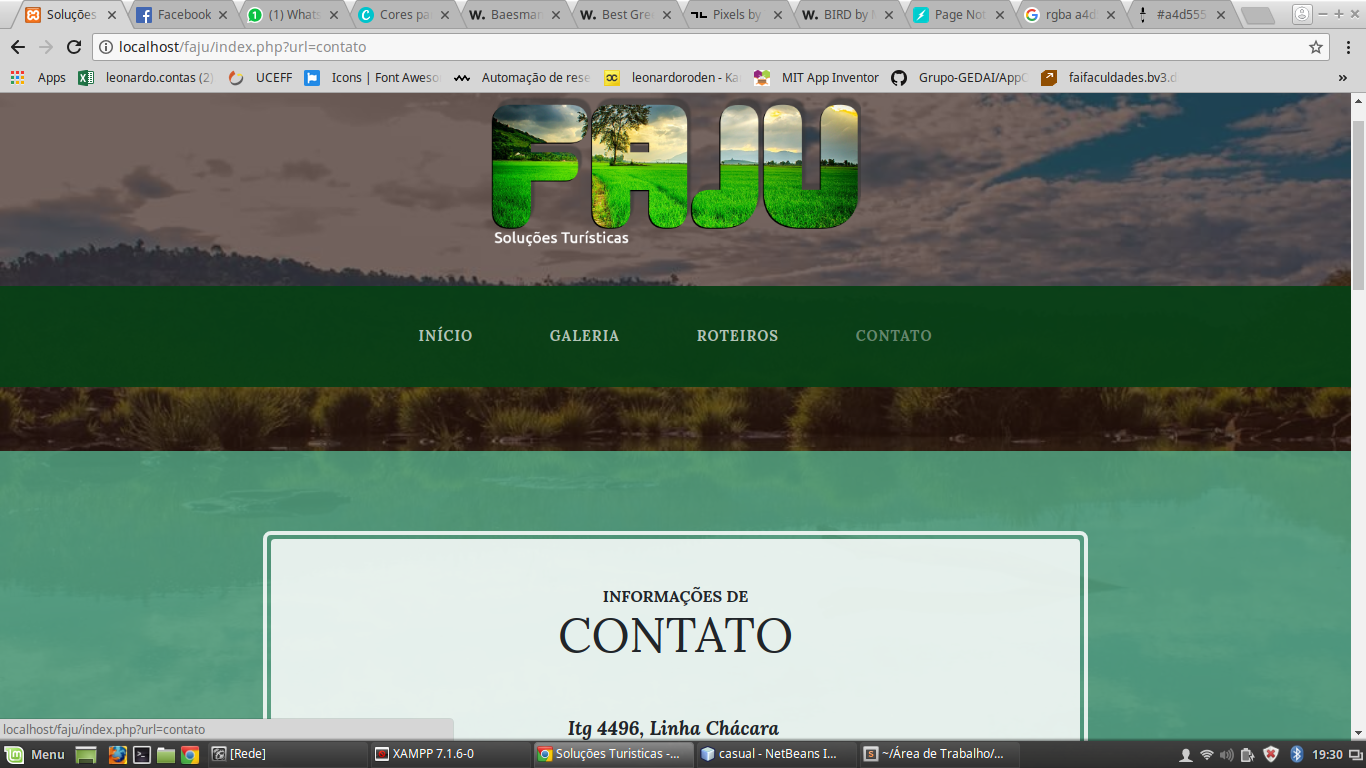 Soluções
Facebook
(1) Whats
Cores pa
Baesman
Best Gre
Pixels by
BIRD by
Page Not
rgba a4d
#a4d555
localhost/faju/index.php?url=contato
Apps
leonardo.contas (2)
UCEFF
Icons | Font Aweso
Automação de rese
leonardoroden - Ka
MIT App Inventor
Grupo-GEDAI/AppC
faifaculdades.bv3.d
»
FAJU
Soluções Turísticas
INÍCIO
GALERIA
ROTEIROS
CONTATO
INFORMAÇÕES DE
CONTATO
Itg 4496, Linha Chácara
localhost/faju/index.php?url=contato
Menu
[Rede]
XAMPP 7.1.6-0
Soluções Turisticas -...
casual - NetBeans I...
~/Área de Trabalho/...
19:30